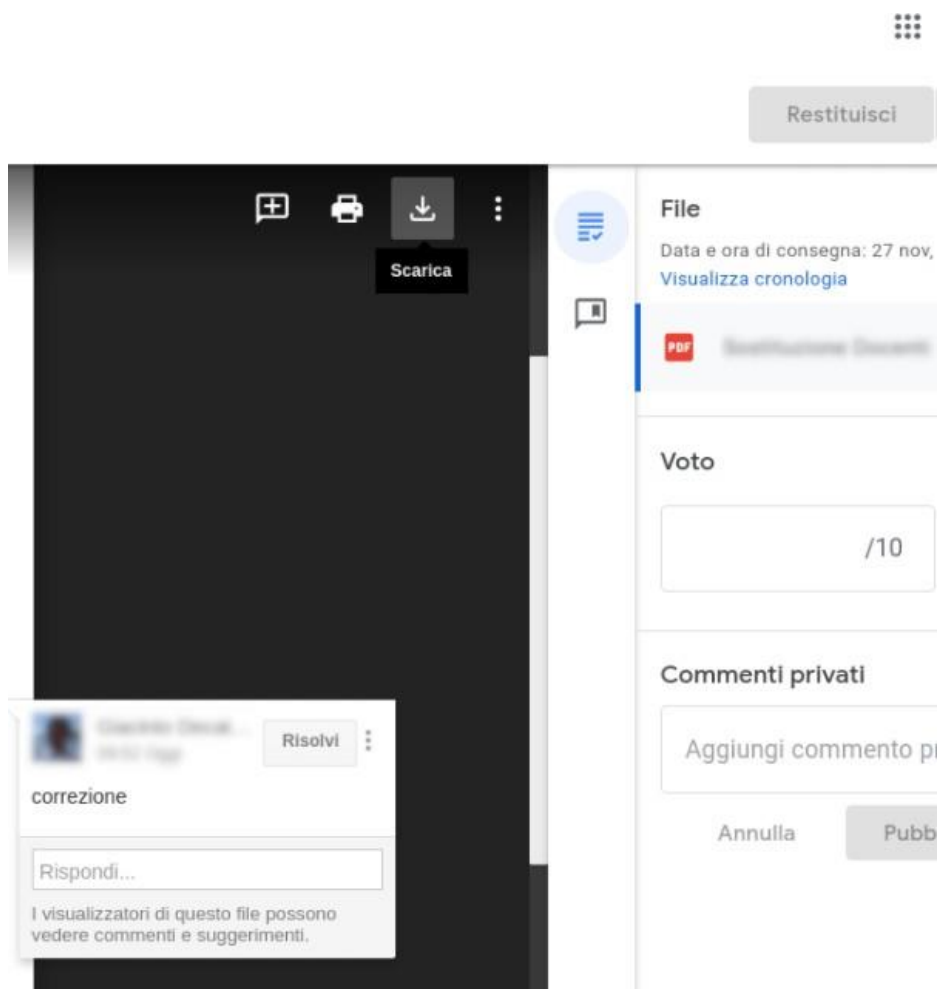 Restituisci
Scarica
File
Data e ora di consegna: 27 nov,
Visualizza cronologia
PDF
Voto
/10
Commenti privati
Aggiungi commento
Annulla
Pubb
Risolvi
correzione
Rispondi...
I visualizzatori di questo file possono
vedere commenti e suggerimenti.